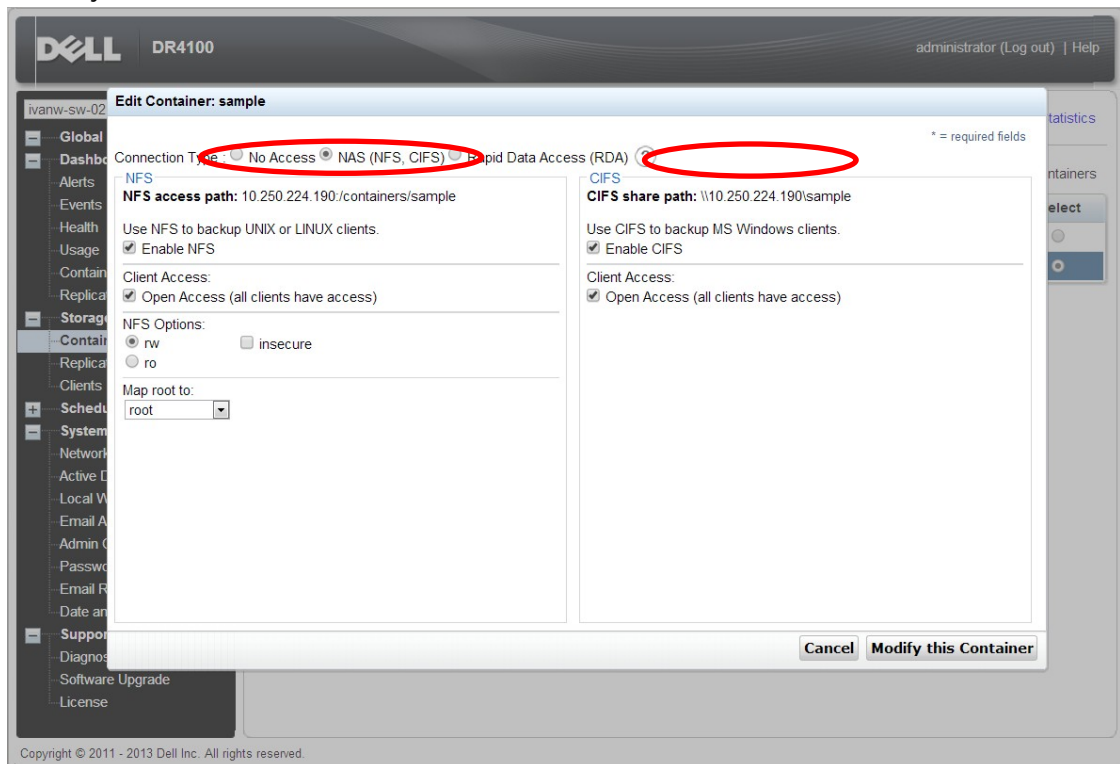 DELL DR4100 administrator (Log out) | Help
ivanw-sw-02
Global
Dashbo
Alerts
Events
Health
Usage
Contain
Replica
Storage
Contain
Replica
Clients
Schedu
System
Network
Active D
Local W
Email A
Admin
Passwo
Email R
Date an
Support
Diagnos
Software Upgrade
License
Edit Container: sample
* = required fields
Connection Type : No Access NAS (NFS, CIFS) Rapid Data Access (RDA) ?
NFS
NFS access path: 10.250.224.190:/containers/sample
Use NFS to backup UNIX or LINUX clients.
Enable NFS
Client Access:
Open Access (all clients have access)
NFS Options:
rw insecure
ro
Map root to:
root
CIFS
CIFS share path: \\10.250.224.190\sample
Use CIFS to backup MS Windows clients.
Enable CIFS
Client Access:
Open Access (all clients have access)
Cancel Modify this Container
tatistics
ntainers
elect
Copyright © 2011 - 2013 Dell Inc. All rights reserved.